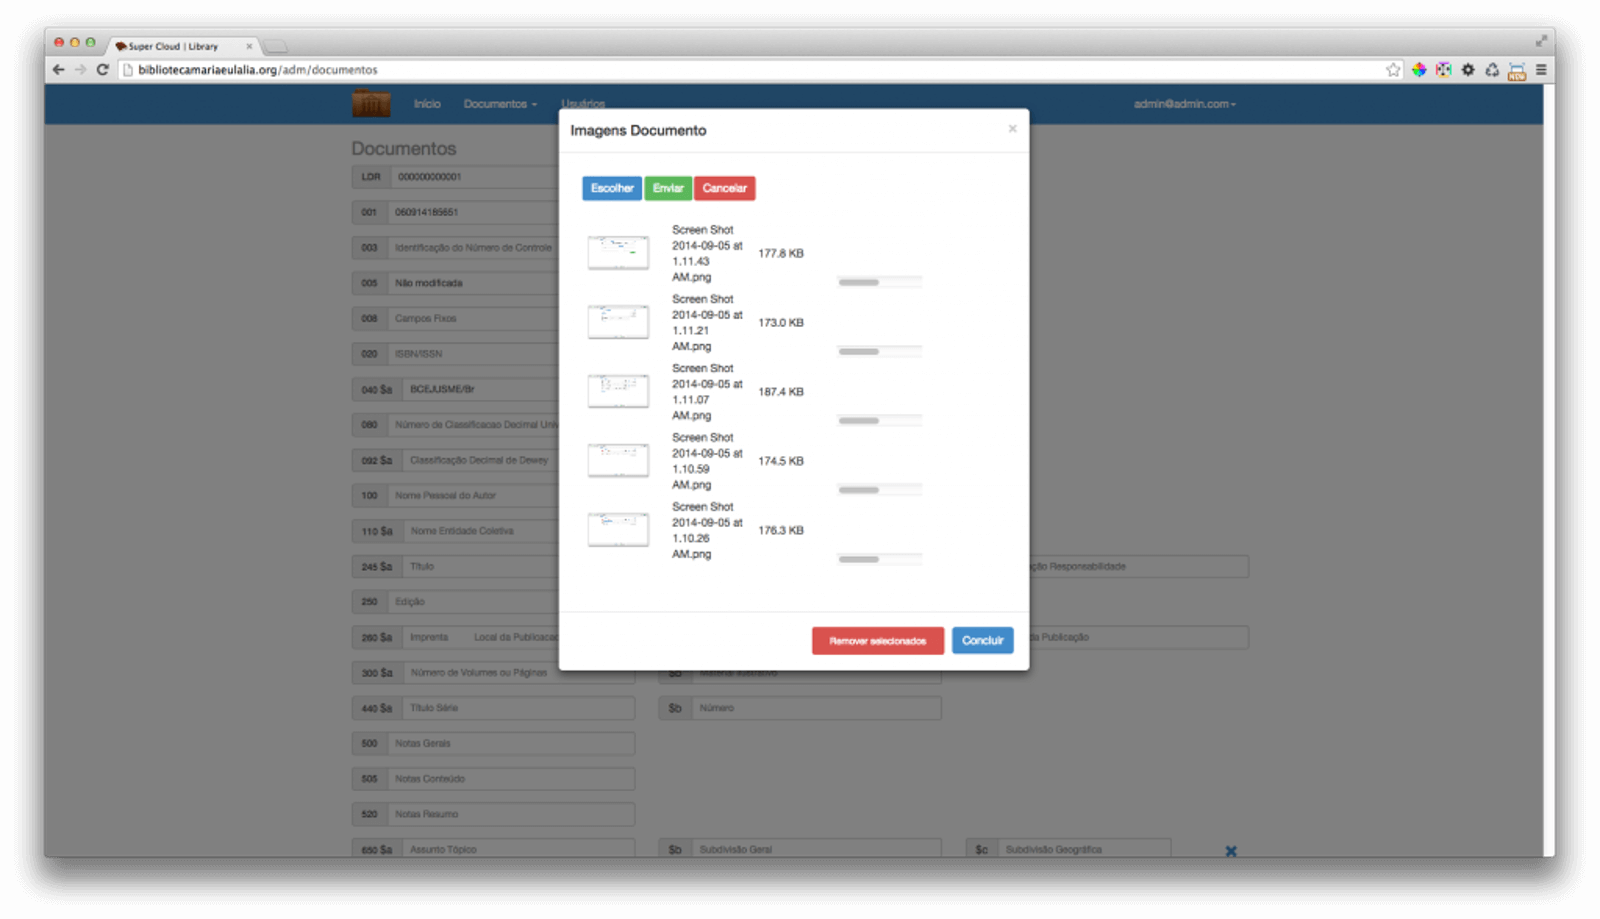 Super Cloud | Library
bibliotecamariaeulalia.org/adm/documentos
Início Documentos Usuários admin@admin.com
Documentos
LDR 000000000001
001 060914185651
003 Identificação do Número de Controle
005 Não modificada
008 Campos Fixos
020 ISBN/ISSN
040 $a BCEJUSME/Br
080 Número de Classificacao Decimal Univ
092 $a Classificação Decimal de Dewey
100 Nome Pessoal do Autor
110 $a Nome Entidade Coletiva
245 $a Título ção Responsabilidade
250 Edição
260 $a Imprenta Local da Publicacao da Publicação
300 $a Número de Volumes ou Páginas $b Material Ilustrativo
440 $a Título Série $b Número
500 Notas Gerais
505 Notas Conteúdo
520 Notas Resumo
650 $a Assunto Tópico $b Subdivisão Geral $c Subdivisão Geográfica
Imagens Documento ×
Escolher Enviar Cancelar
Screen Shot
2014-09-05 at
1.11.43
AM.png
177.8 KB
Screen Shot
2014-09-05 at
1.11.21
AM.png
173.0 KB
Screen Shot
2014-09-05 at
1.11.07
AM.png
187.4 KB
Screen Shot
2014-09-05 at
1.10.59
AM.png
174.5 KB
Screen Shot
2014-09-05 at
1.10.26
AM.png
176.3 KB
Remover selecionados Concluir